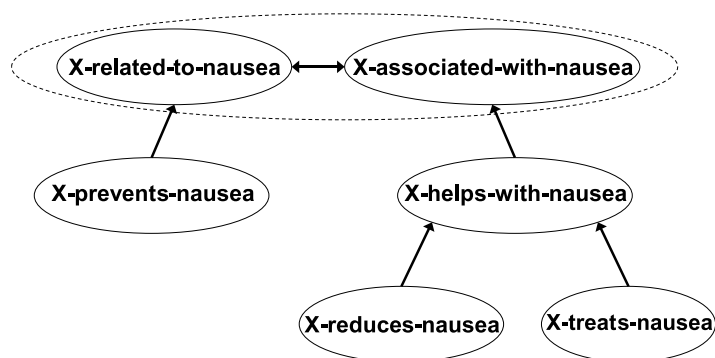 X-related-to-nausea
X-associated-with-nausea
X-prevents-nausea
X-helps-with-nausea
X-reduces-nausea
X-treats-nausea